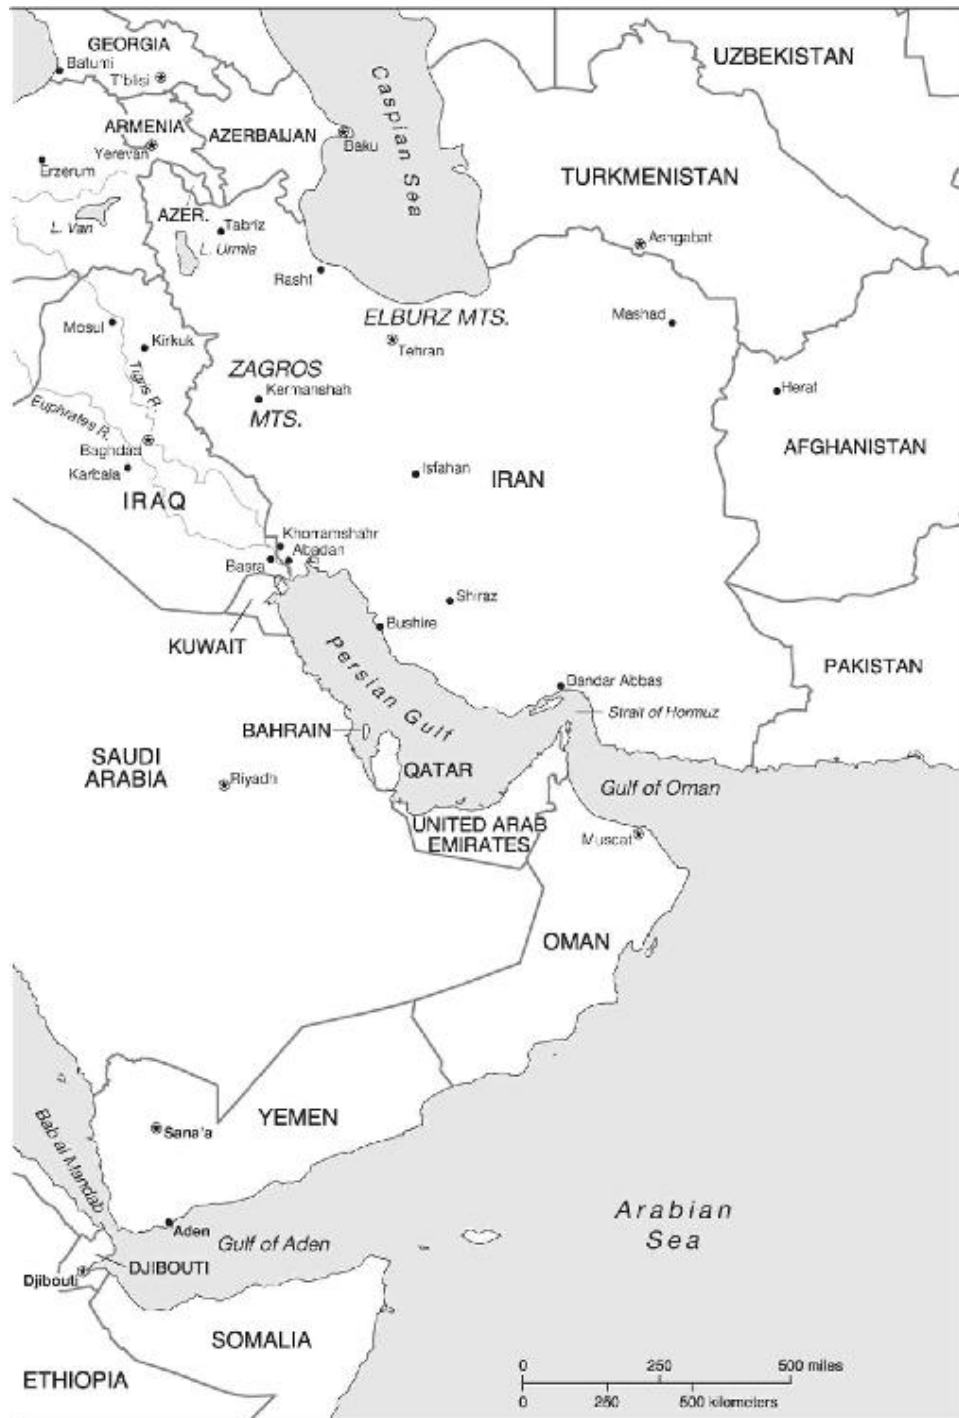 GEORGIA
Batumi
T'blisi
UZBEKISTAN
Caspian Sea
ARMENIA
AZERBAIJAN
Yerevan
Baku
Erzerum
TURKMENISTAN
AZER.
L. Van
Tabriz
L. Urmia
Ashgabat
Rasht
ELBURZ MTS.
Mashad
Mosul
Kirkuk
Tehran
ZAGROS
Kermanshah
MTS.
Tigris R.
Herat
Euphrates R.
Baghdad
AFGHANISTAN
Karbala
Isfahan
IRAN
IRAQ
Khorramshahr
Abadan
Basra
Shiraz
Bushire
KUWAIT
Persian Gulf
PAKISTAN
Bandar Abbas
Strait of Hormuz
BAHRAIN
SAUDI
ARABIA
QATAR
Riyadh
Gulf of Oman
UNITED ARAB
EMIRATES
Muscat
OMAN
YEMEN
Bab al Mandab
Sana'a
Arabian
Sea
Aden
Gulf of Aden
DJIBOUTI
Djibouti
SOMALIA
ETHIOPIA
0 250 500 miles
0 250 500 kilometers